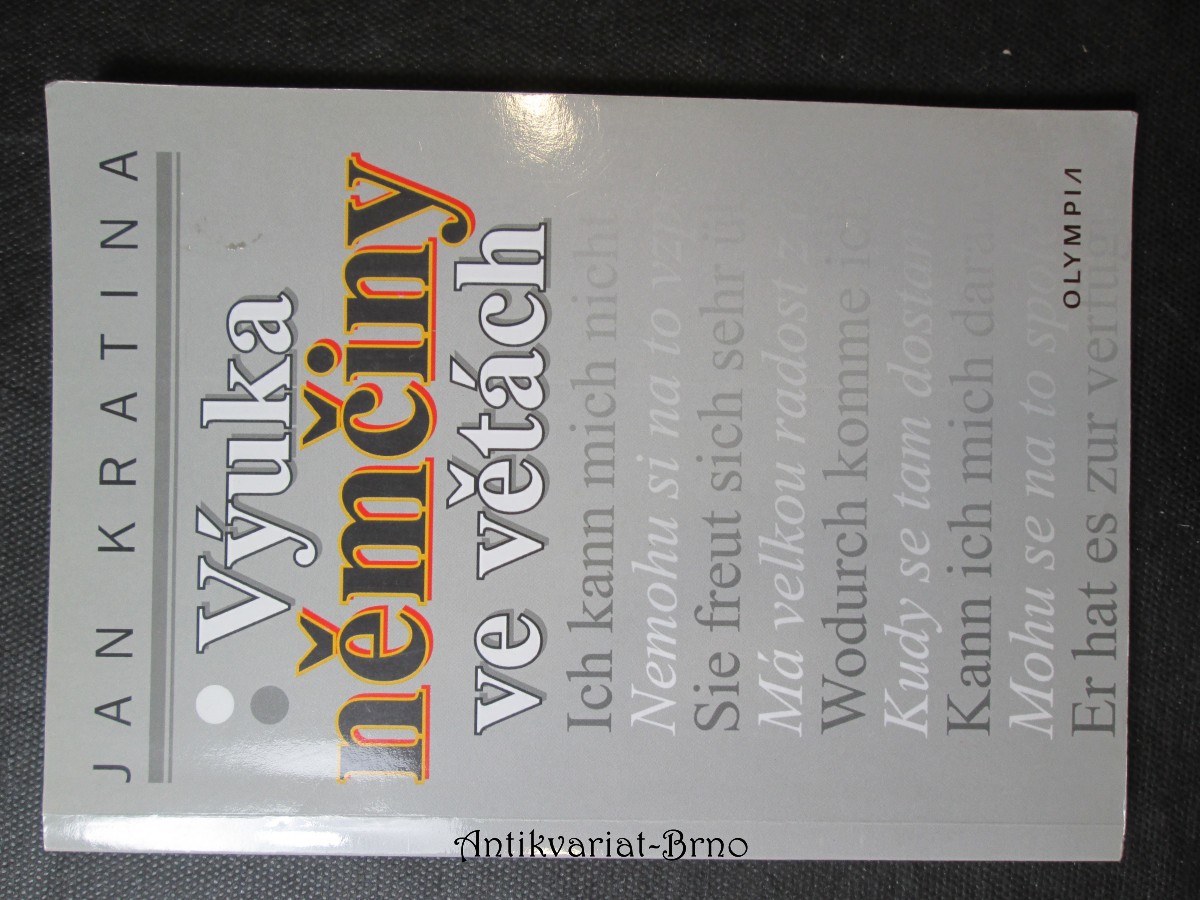 JAN KRATINA
Výuka
němčiny
ve větách
Ich kann mich nicht
Nemohu si na to vzp
Sie freut sich sehr ü
Má velkou radost z
Wodurch komme ic
Kudy se tam dostan
Kann ich mich dara
Mohu se na to spo
Er hat es zur verfüg
OLYMPIA
Antikvariat-Brno